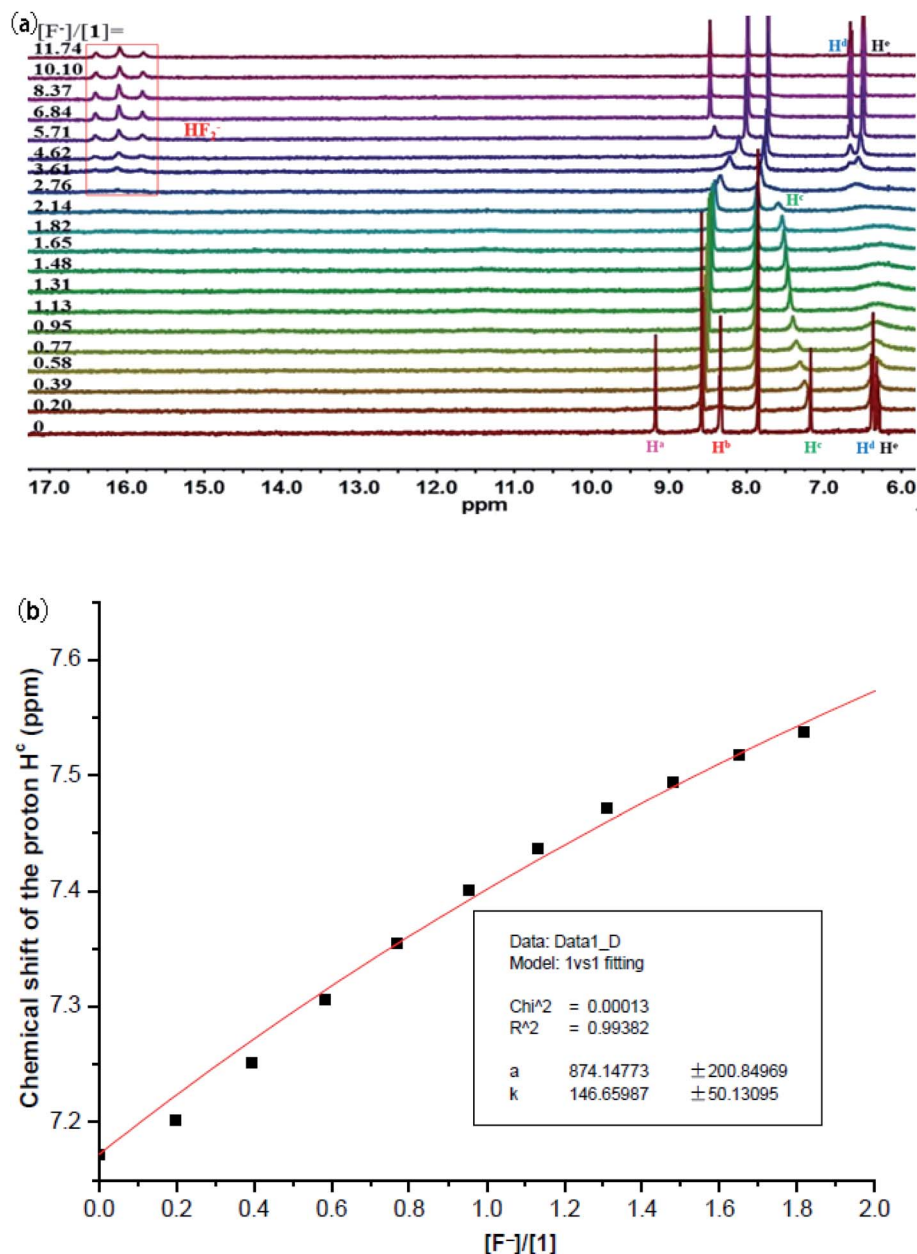 (a)
[F-]/[1]=
11.74
10.10
8.37
6.84
5.71
4.62
3.61
2.76
2.14
1.82
1.65
1.48
1.31
1.13
0.95
0.77
0.58
0.39
0.20
0
HF₂⁻
Hᵈ Hᵉ
Hᶜ
Hᵃ Hᵇ Hᶜ Hᵈ Hᵉ
17.0 16.0 15.0 14.0 13.0 12.0 11.0 10.0 9.0 8.0 7.0 6.0
ppm
(b)
Chemical shift of the proton Hᶜ (ppm)
7.6
7.5
7.4
7.3
7.2
Data: Data1_D
Model: 1vs1 fitting
Chi^2 = 0.00013
R^2 = 0.99382
a 874.14773 ±200.84969
k 146.65987 ±50.13095
0.0 0.2 0.4 0.6 0.8 1.0 1.2 1.4 1.6 1.8 2.0
[F⁻]/[1]